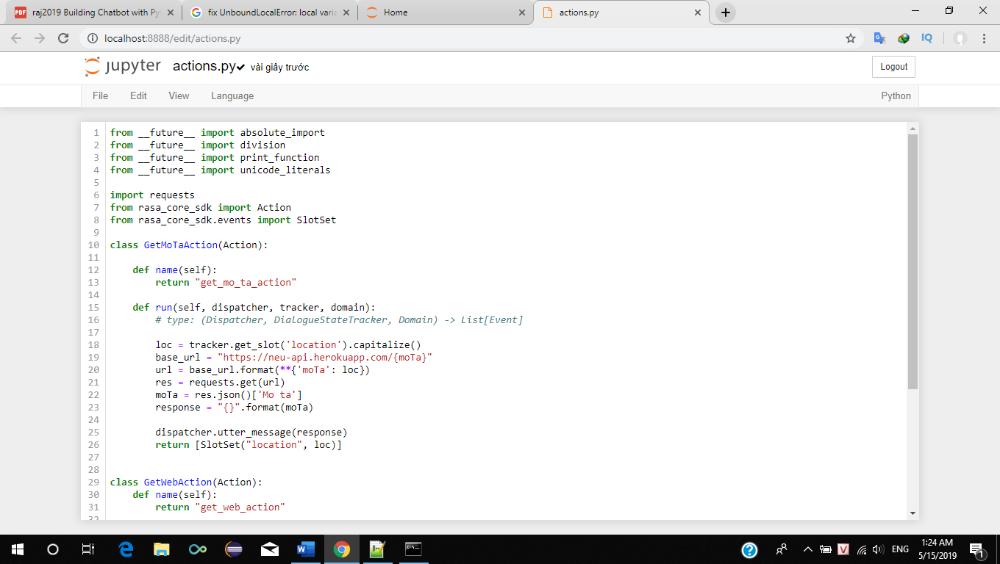 raj2019 Building Chatbot with Py
fix UnboundLocalError: local varia
Home
actions.py
localhost:8888/edit/actions.py
jupyter actions.py✔ vài giây trước
Logout
File Edit View Language
Python
1 from __future__ import absolute_import
2 from __future__ import division
3 from __future__ import print_function
4 from __future__ import unicode_literals
5
6 import requests
7 from rasa_core_sdk import Action
8 from rasa_core_sdk.events import SlotSet
9
10 class GetMoTaAction(Action):
11
12     def name(self):
13         return "get_mo_ta_action"
14
15     def run(self, dispatcher, tracker, domain):
16         # type: (Dispatcher, DialogueStateTracker, Domain) -> List[Event]
17
18         loc = tracker.get_slot('location').capitalize()
19         base_url = "https://neu-api.herokuapp.com/{moTa}"
20         url = base_url.format(**{'moTa': loc})
21         res = requests.get(url)
22         moTa = res.json()['Mo ta']
23         response = "{}".format(moTa)
24
25         dispatcher.utter_message(response)
26         return [SlotSet("location", loc)]
27
28
29 class GetWebAction(Action):
30     def name(self):
31         return "get_web_action"
32
ENG
1:24 AM
5/15/2019
1